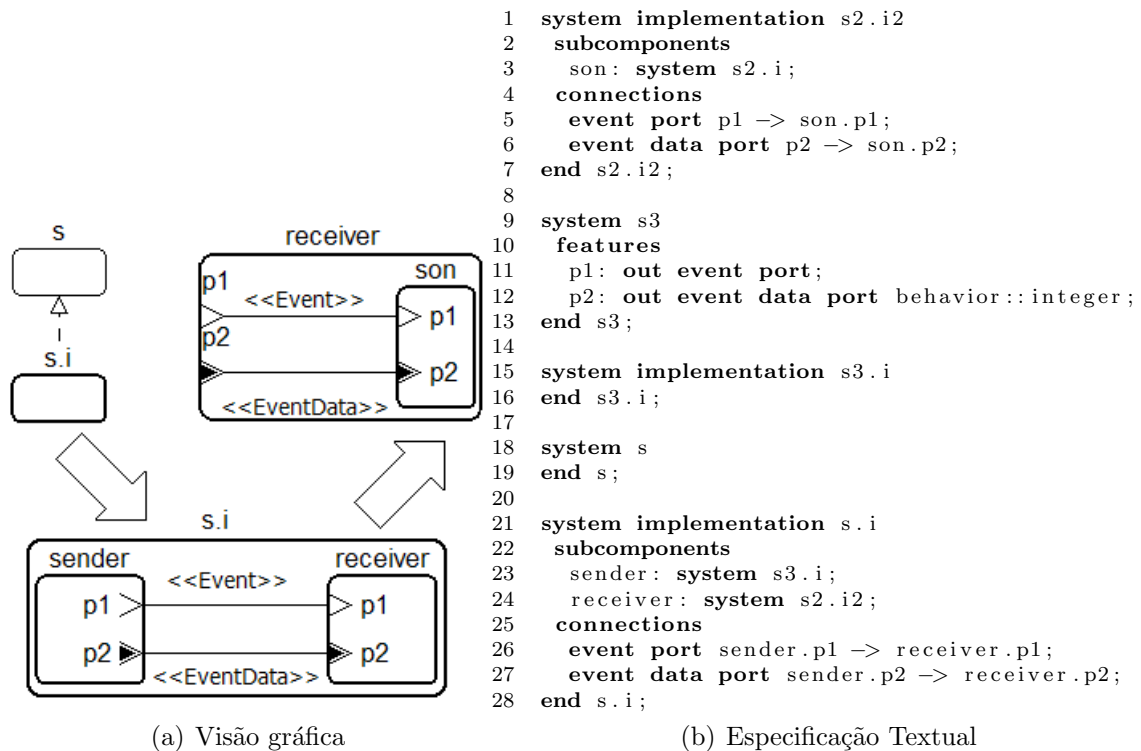 s
s.i
receiver
son
p1
<<Event>>
p1
p2
p2
<<EventData>>
s.i
sender
receiver
<<Event>>
p1
p1
p2
p2
<<EventData>>
(a) Visão gráfica
1 system implementation s2.i2
2 subcomponents
3 son: system s2.i;
4 connections
5 event port p1 -> son.p1;
6 event data port p2 -> son.p2;
7 end s2.i2;
8
9 system s3
10 features
11 p1: out event port;
12 p2: out event data port behavior::integer;
13 end s3;
14
15 system implementation s3.i
16 end s3.i;
17
18 system s
19 end s;
20
21 system implementation s.i
22 subcomponents
23 sender: system s3.i;
24 receiver: system s2.i2;
25 connections
26 event port sender.p1 -> receiver.p1;
27 event data port sender.p2 -> receiver.p2;
28 end s.i;
(b) Especificação Textual